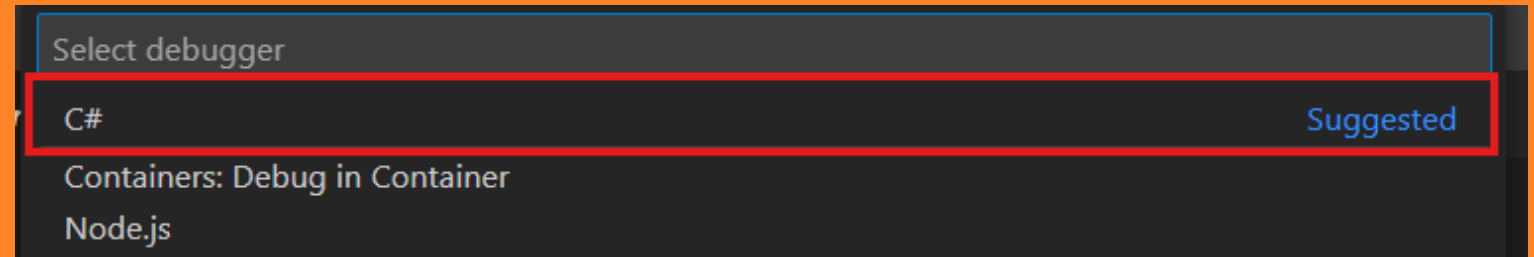 Select debugger
C# Suggested
Containers: Debug in Container
Node.js